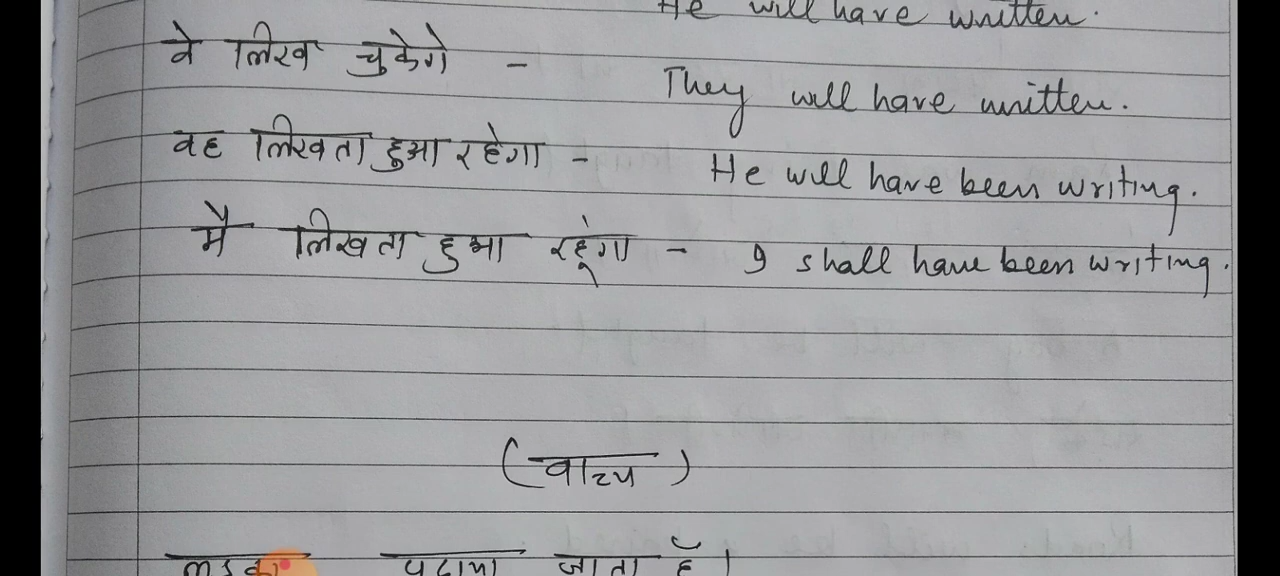 He will have written.
वे लिख चुकेगे - They will have written.
वह लिखता हुआ रहेगा - He will have been writing.
मै लिखता हुआ रहूंगा - I shall have been writing.
(वाच्य)
लडका पढाया जाता है।